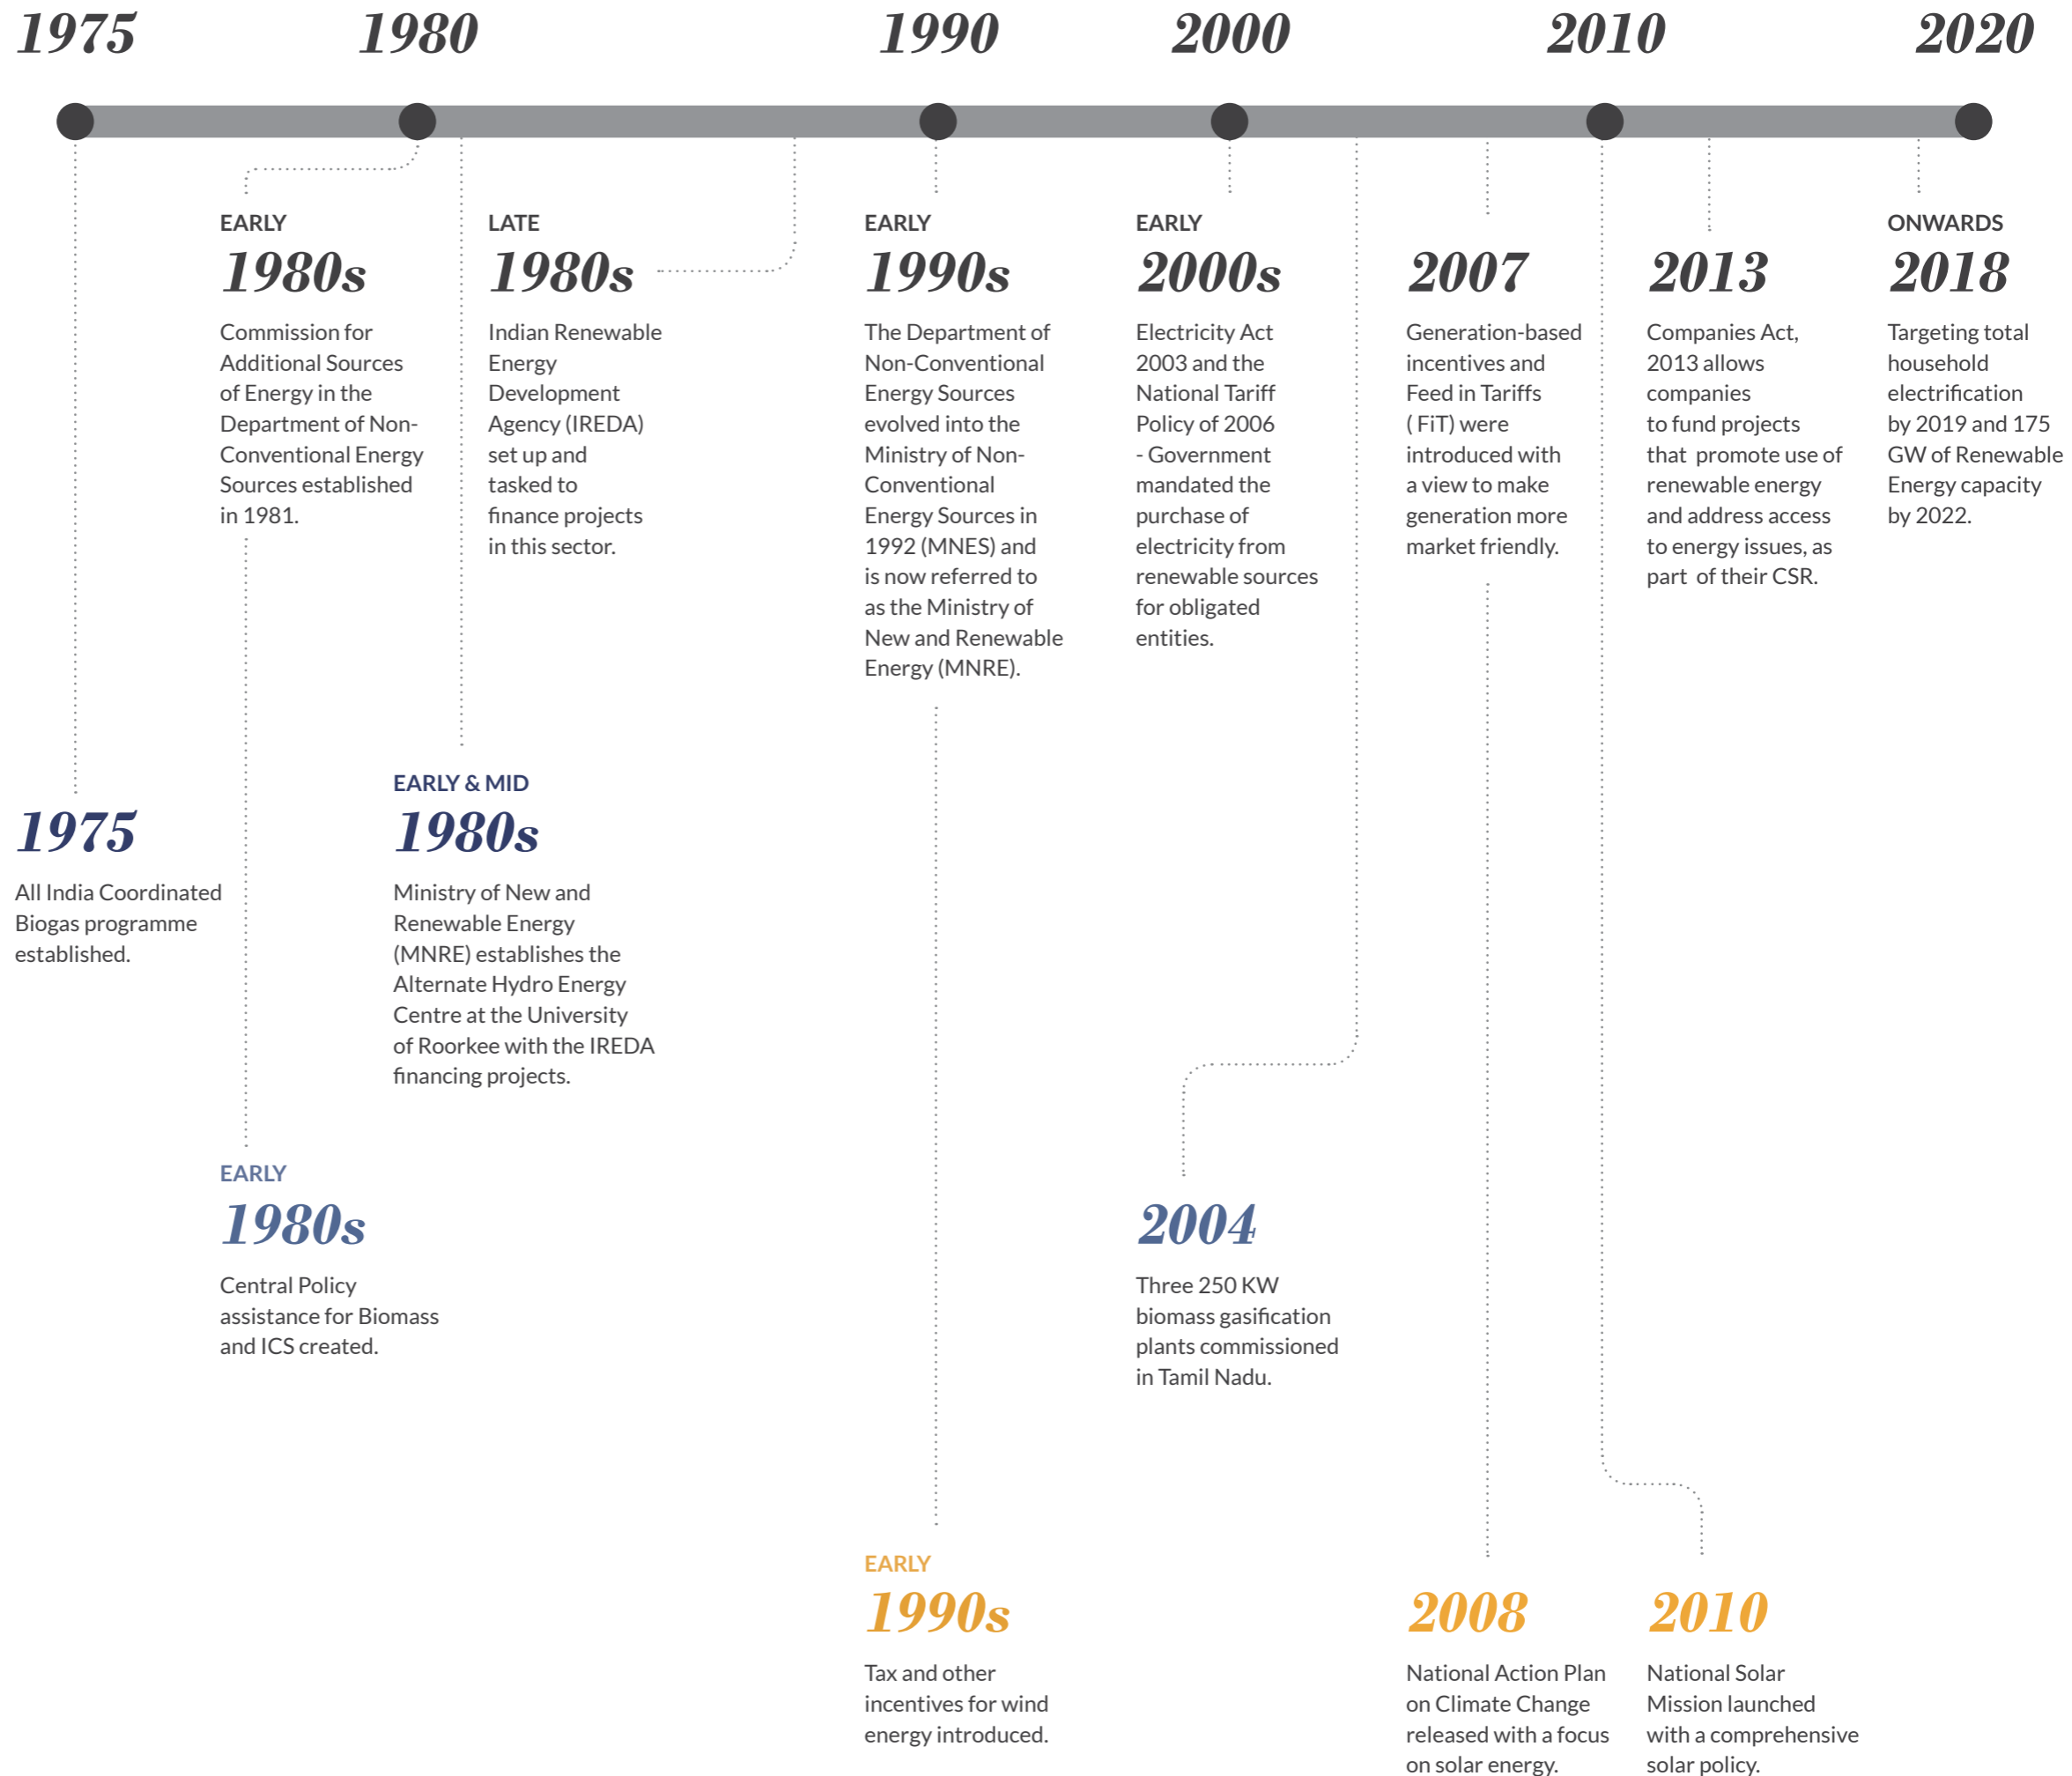 1975
1980
1990
2000
2010
2020
EARLY
1980s
Commission for
Additional Sources
of Energy in the
Department of Non-
Conventional Energy
Sources established
in 1981.
LATE
1980s
Indian Renewable
Energy
Development
Agency (IREDA)
set up and
tasked to
finance projects
in this sector.
EARLY
1990s
The Department of
Non-Conventional
Energy Sources
evolved into the
Ministry of Non-
Conventional
Energy Sources in
1992 (MNES) and
is now referred to
as the Ministry of
New and Renewable
Energy (MNRE).
EARLY
2000s
Electricity Act
2003 and the
National Tariff
Policy of 2006
- Government
mandated the
purchase of
electricity from
renewable sources
for obligated
entities.
2007
Generation-based
incentives and
Feed in Tariffs
( FiT) were
introduced with
a view to make
generation more
market friendly.
2013
Companies Act,
2013 allows
companies
to fund projects
that promote use of
renewable energy
and address access
to energy issues, as
part of their CSR.
ONWARDS
2018
Targeting total
household
electrification
by 2019 and 175
GW of Renewable
Energy capacity
by 2022.
1975
All India Coordinated
Biogas programme
established.
EARLY & MID
1980s
Ministry of New and
Renewable Energy
(MNRE) establishes the
Alternate Hydro Energy
Centre at the University
of Roorkee with the IREDA
financing projects.
EARLY
1980s
Central Policy
assistance for Biomass
and ICS created.
2004
Three 250 KW
biomass gasification
plants commissioned
in Tamil Nadu.
EARLY
1990s
Tax and other
incentives for wind
energy introduced.
2008
National Action Plan
on Climate Change
released with a focus
on solar energy.
2010
National Solar
Mission launched
with a comprehensive
solar policy.